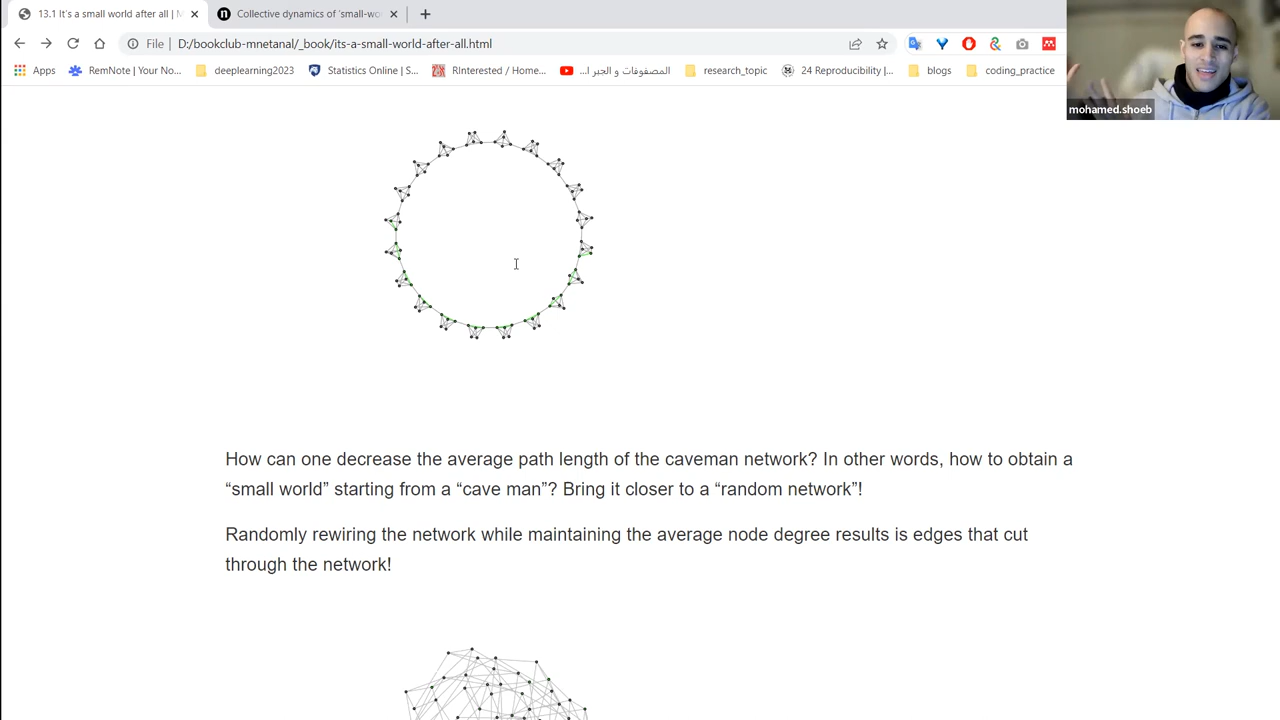 13.1 It's a small world after all | M
Collective dynamics of 'small-wo
File | D:/bookclub-mnetanal/_book/its-a-small-world-after-all.html
Apps
RemNote | Your No...
deeplearning2023
Statistics Online | S...
RInterested / Home...
المصفوفات و الجبر ا...
research_topic
24 Reproducibility |...
blogs
coding_practice
mohamed.shoeb
How can one decrease the average path length of the caveman network? In other words, how to obtain a
“small world” starting from a “cave man”? Bring it closer to a “random network”!
Randomly rewiring the network while maintaining the average node degree results is edges that cut
through the network!